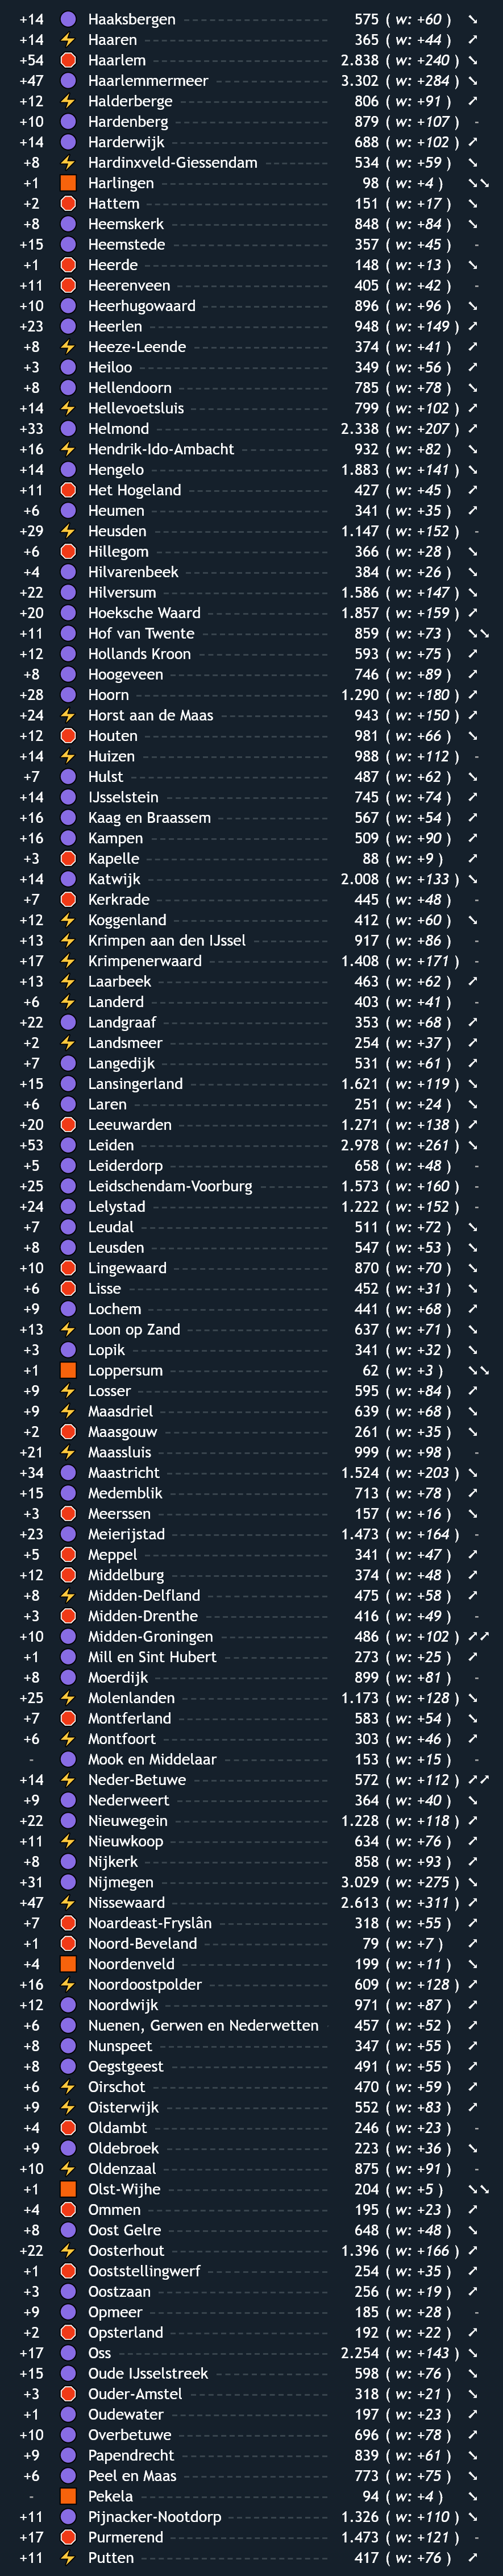 +14 Haaksbergen 575 ( w: +60 ) ➘
+14 Haaren 365 ( w: +44 ) ➚
+54 Haarlem 2.838 ( w: +240 ) ➘
+47 Haarlemmermeer 3.302 ( w: +284 ) ➘
+12 Halderberge 806 ( w: +91 ) ➚
+10 Hardenberg 879 ( w: +107 ) -
+14 Harderwijk 688 ( w: +102 ) ➚
+8 Hardinxveld-Giessendam 534 ( w: +59 ) ➘
+1 Harlingen 98 ( w: +4 ) ➘➘
+2 Hattem 151 ( w: +17 ) ➘
+8 Heemskerk 848 ( w: +84 ) ➘
+15 Heemstede 357 ( w: +45 ) -
+1 Heerde 148 ( w: +13 ) ➘
+11 Heerenveen 405 ( w: +42 ) -
+10 Heerhugowaard 896 ( w: +96 ) ➘
+23 Heerlen 948 ( w: +149 ) ➚
+8 Heeze-Leende 374 ( w: +41 ) ➚
+3 Heiloo 349 ( w: +56 ) ➚
+8 Hellendoorn 785 ( w: +78 ) ➘
+14 Hellevoetsluis 799 ( w: +102 ) ➚
+33 Helmond 2.338 ( w: +207 ) ➚
+16 Hendrik-Ido-Ambacht 932 ( w: +82 ) ➘
+14 Hengelo 1.883 ( w: +141 ) ➘
+11 Het Hogeland 427 ( w: +45 ) ➚
+6 Heumen 341 ( w: +35 ) ➚
+29 Heusden 1.147 ( w: +152 ) -
+6 Hillegom 366 ( w: +28 ) ➘
+4 Hilvarenbeek 384 ( w: +26 ) ➘
+22 Hilversum 1.586 ( w: +147 ) ➘
+20 Hoeksche Waard 1.857 ( w: +159 ) ➚
+11 Hof van Twente 859 ( w: +73 ) ➘➘
+12 Hollands Kroon 593 ( w: +75 ) ➚
+8 Hoogeveen 746 ( w: +89 ) ➚
+28 Hoorn 1.290 ( w: +180 ) ➚
+24 Horst aan de Maas 943 ( w: +150 ) ➚
+12 Houten 981 ( w: +66 ) ➘
+14 Huizen 988 ( w: +112 ) -
+7 Hulst 487 ( w: +62 ) ➘
+14 IJsselstein 745 ( w: +74 ) ➚
+16 Kaag en Braassem 567 ( w: +54 ) ➚
+16 Kampen 509 ( w: +90 ) ➚
+3 Kapelle 88 ( w: +9 ) ➚
+14 Katwijk 2.008 ( w: +133 ) ➘
+7 Kerkrade 445 ( w: +48 ) -
+12 Koggenland 412 ( w: +60 ) ➘
+13 Krimpen aan den IJssel 917 ( w: +86 ) -
+17 Krimpenerwaard 1.408 ( w: +171 ) -
+13 Laarbeek 463 ( w: +62 ) ➚
+6 Landerd 403 ( w: +41 ) -
+22 Landgraaf 353 ( w: +68 ) ➚
+2 Landsmeer 254 ( w: +37 ) ➚
+7 Langedijk 531 ( w: +61 ) ➚
+15 Lansingerland 1.621 ( w: +119 ) ➘
+6 Laren 251 ( w: +24 ) ➘
+20 Leeuwarden 1.271 ( w: +138 ) ➚
+53 Leiden 2.978 ( w: +261 ) ➘
+5 Leiderdorp 658 ( w: +48 ) -
+25 Leidschendam-Voorburg 1.573 ( w: +160 ) -
+24 Lelystad 1.222 ( w: +152 ) -
+7 Leudal 511 ( w: +72 ) ➘
+8 Leusden 547 ( w: +53 ) ➘
+10 Lingewaard 870 ( w: +70 ) ➘
+6 Lisse 452 ( w: +31 ) ➘
+9 Lochem 441 ( w: +68 ) ➚
+13 Loon op Zand 637 ( w: +71 ) ➘
+3 Lopik 341 ( w: +32 ) ➘
+1 Loppersum 62 ( w: +3 ) ➘➘
+9 Losser 595 ( w: +84 ) ➚
+9 Maasdriel 639 ( w: +68 ) ➘
+2 Maasgouw 261 ( w: +35 ) ➘
+21 Maassluis 999 ( w: +98 ) -
+34 Maastricht 1.524 ( w: +203 ) ➘
+15 Medemblik 713 ( w: +78 ) ➚
+3 Meerssen 157 ( w: +16 ) ➘
+23 Meierijstad 1.473 ( w: +164 ) -
+5 Meppel 341 ( w: +47 ) ➚
+12 Middelburg 374 ( w: +48 ) ➚
+8 Midden-Delfland 475 ( w: +58 ) ➚
+3 Midden-Drenthe 416 ( w: +49 ) -
+10 Midden-Groningen 486 ( w: +102 ) ➚➚
+1 Mill en Sint Hubert 273 ( w: +25 ) ➚
+8 Moerdijk 899 ( w: +81 ) -
+25 Molenlanden 1.173 ( w: +128 ) ➘
+7 Montferland 583 ( w: +54 ) ➘
+6 Montfoort 303 ( w: +46 ) ➚
- Mook en Middelaar 153 ( w: +15 ) -
+14 Neder-Betuwe 572 ( w: +112 ) ➚➚
+9 Nederweert 364 ( w: +40 ) ➘
+22 Nieuwegein 1.228 ( w: +118 ) ➚
+11 Nieuwkoop 634 ( w: +76 ) ➚
+8 Nijkerk 858 ( w: +93 ) ➚
+31 Nijmegen 3.029 ( w: +275 ) ➘
+47 Nissewaard 2.613 ( w: +311 ) ➚
+7 Noardeast-Fryslân 318 ( w: +55 ) ➚
+1 Noord-Beveland 79 ( w: +7 ) ➚
+4 Noordenveld 199 ( w: +11 ) ➘
+16 Noordoostpolder 609 ( w: +128 ) ➚
+12 Noordwijk 971 ( w: +87 ) ➚
+6 Nuenen, Gerwen en Nederwetten 457 ( w: +52 ) ➚
+8 Nunspeet 347 ( w: +55 ) ➚
+8 Oegstgeest 491 ( w: +55 ) ➚
+6 Oirschot 470 ( w: +59 ) ➚
+9 Oisterwijk 552 ( w: +83 ) ➚
+4 Oldambt 246 ( w: +23 ) -
+9 Oldebroek 223 ( w: +36 ) ➘
+10 Oldenzaal 875 ( w: +91 ) -
+1 Olst-Wijhe 204 ( w: +5 ) ➘➘
+4 Ommen 195 ( w: +23 ) ➚
+8 Oost Gelre 648 ( w: +48 ) ➘
+22 Oosterhout 1.396 ( w: +166 ) ➚
+1 Ooststellingwerf 254 ( w: +35 ) ➚
+3 Oostzaan 256 ( w: +19 ) ➚
+9 Opmeer 185 ( w: +28 ) -
+2 Opsterland 192 ( w: +22 ) ➚
+17 Oss 2.254 ( w: +143 ) ➘
+15 Oude IJsselstreek 598 ( w: +76 ) ➘
+3 Ouder-Amstel 318 ( w: +21 ) ➘
+1 Oudewater 197 ( w: +23 ) ➚
+10 Overbetuwe 696 ( w: +78 ) ➚
+9 Papendrecht 839 ( w: +61 ) ➘
+6 Peel en Maas 773 ( w: +75 ) ➘
- Pekela 94 ( w: +4 ) ➘
+11 Pijnacker-Nootdorp 1.326 ( w: +110 ) ➘
+17 Purmerend 1.473 ( w: +121 ) -
+11 Putten 417 ( w: +76 ) ➚